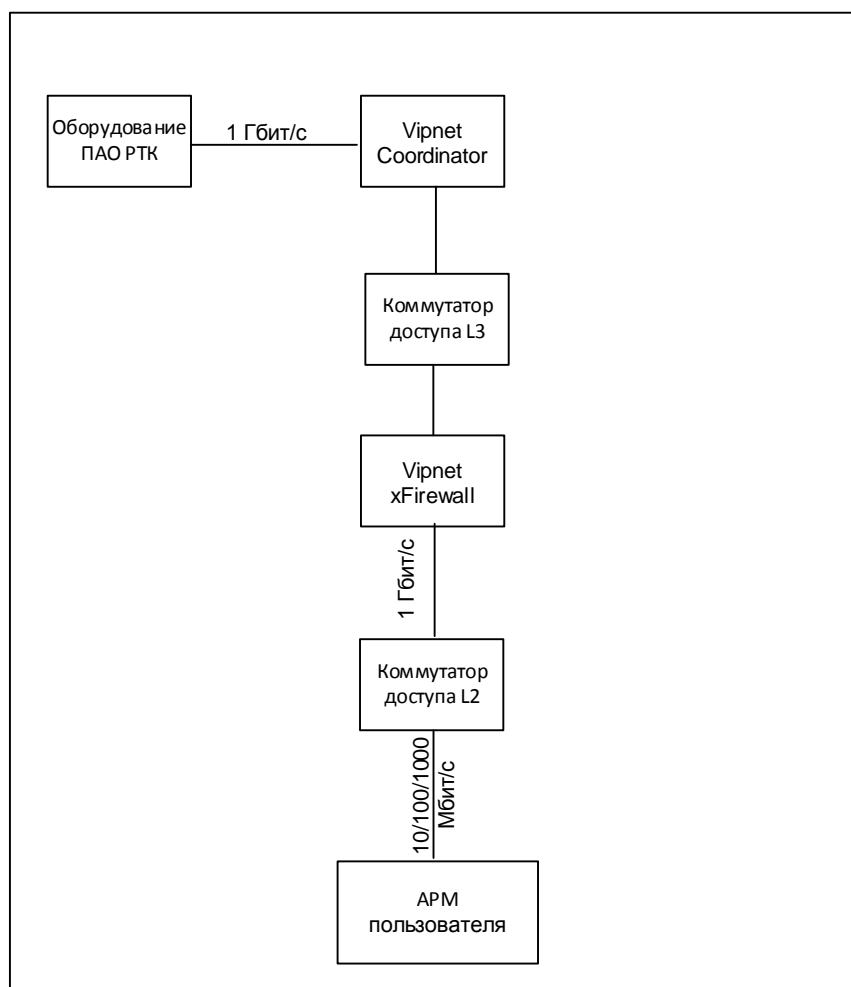 Оборудование
ПАО РТК
1 Гбит/с
Vipnet
Coordinator
Коммутатор
доступа L3
Vipnet
xFirewall
1 Гбит/с
Коммутатор
доступа L2
10/100/1000
Мбит/с
АРМ
пользователя